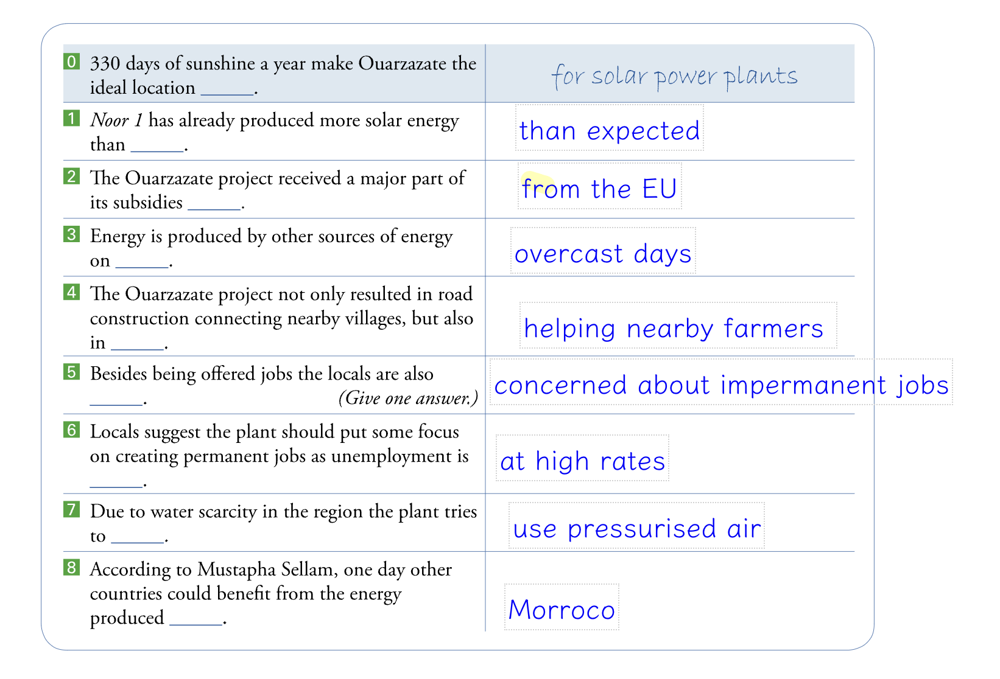 0 330 days of sunshine a year make Ouarzazate the
ideal location ______.
for solar power plants
1 Noor 1 has already produced more solar energy
than ______.
than expected
2 The Ouarzazate project received a major part of
its subsidies ______.
from the EU
3 Energy is produced by other sources of energy
on ______.
overcast days
4 The Ouarzazate project not only resulted in road
construction connecting nearby villages, but also
in ______.
helping nearby farmers
5 Besides being offered jobs the locals are also
______. (Give one answer.)
concerned about impermanent jobs
6 Locals suggest the plant should put some focus
on creating permanent jobs as unemployment is
______.
at high rates
7 Due to water scarcity in the region the plant tries
to ______.
use pressurised air
8 According to Mustapha Sellam, one day other
countries could benefit from the energy
produced ______.
Morroco